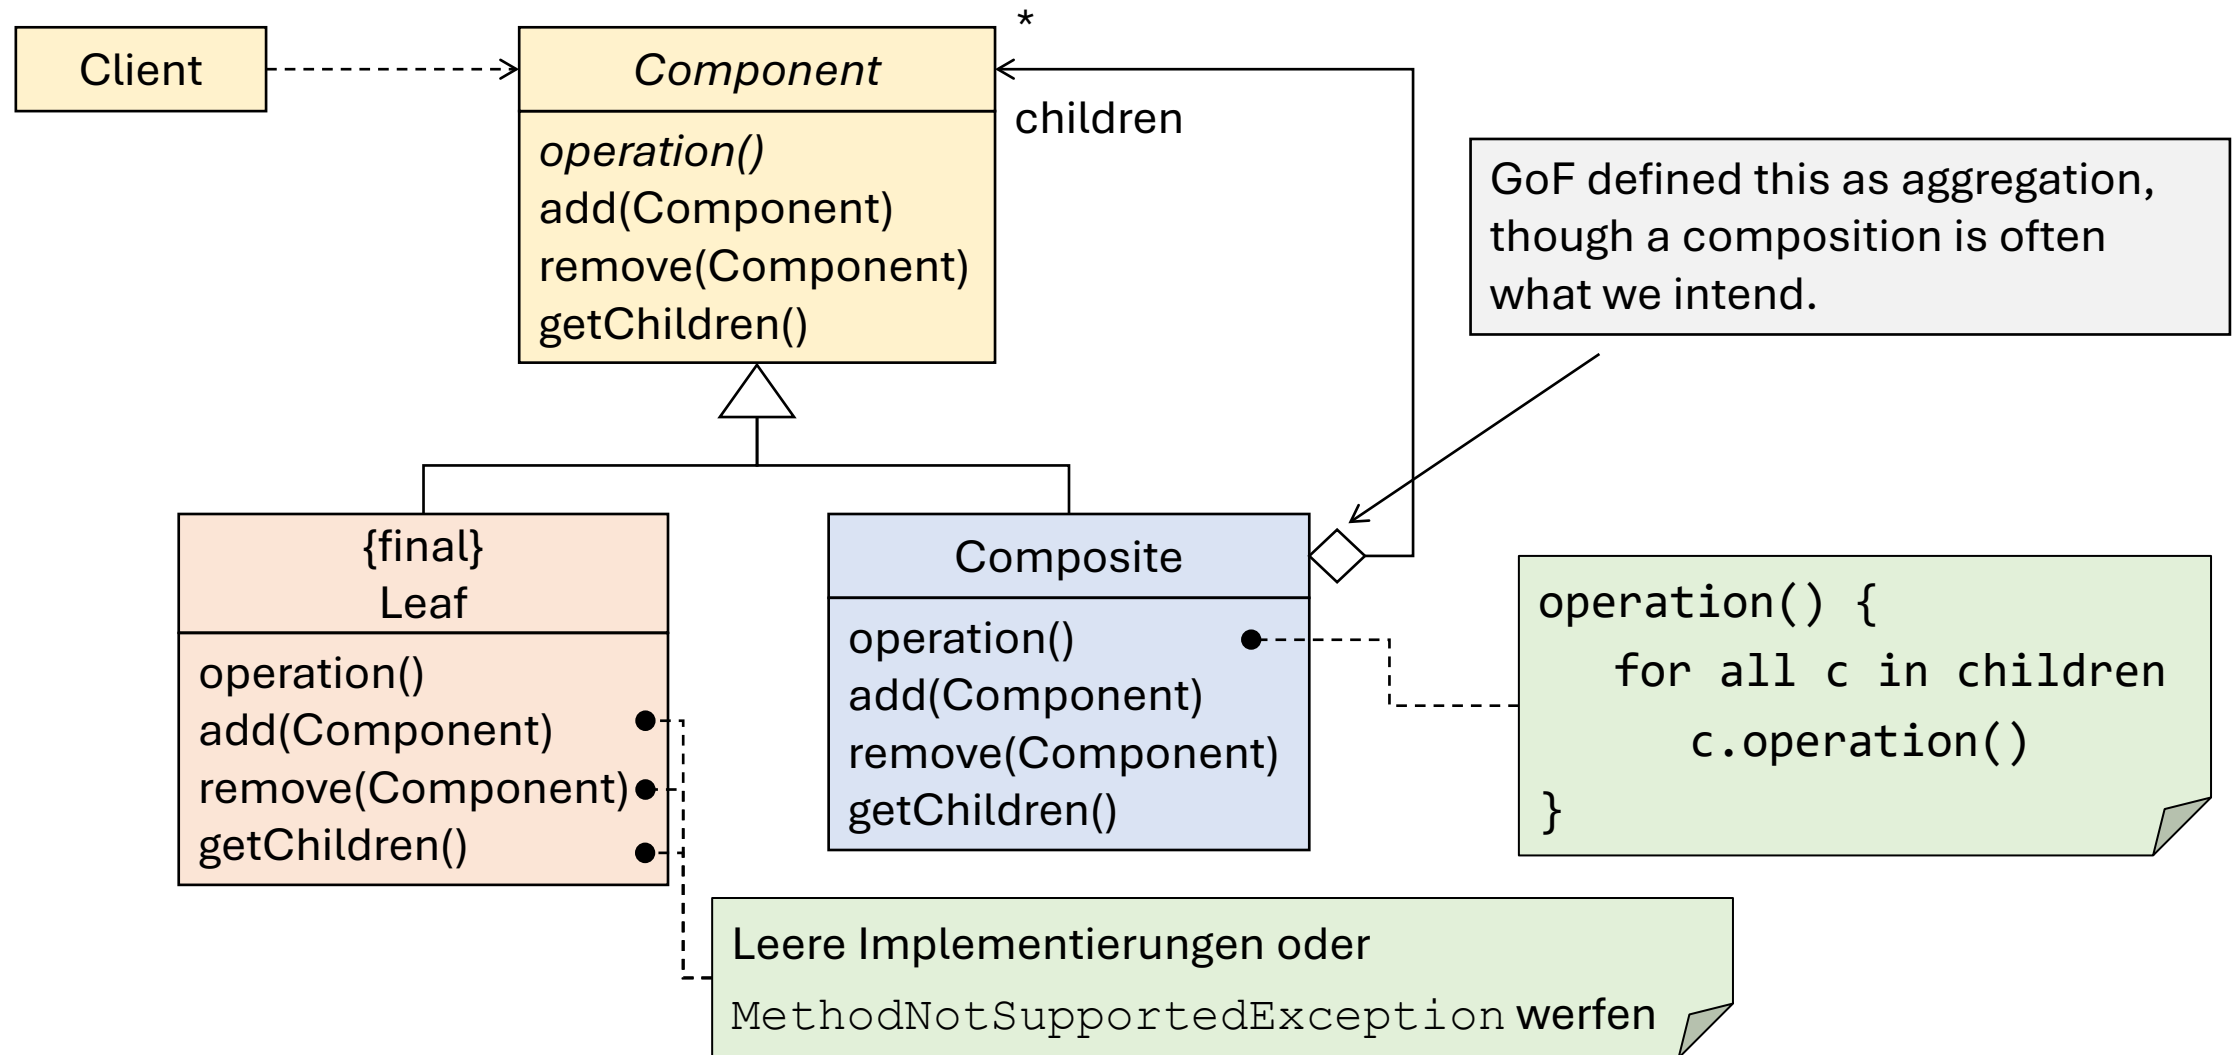 Client
Component
*
children
operation()
add(Component)
remove(Component)
getChildren()
GoF defined this as aggregation,
though a composition is often
what we intend.
{final}
Leaf
operation()
add(Component)
remove(Component)
getChildren()
Composite
operation()
add(Component)
remove(Component)
getChildren()
operation() {
for all c in children
c.operation()
}
Leere Implementierungen oder
MethodNotSupportedException werfen